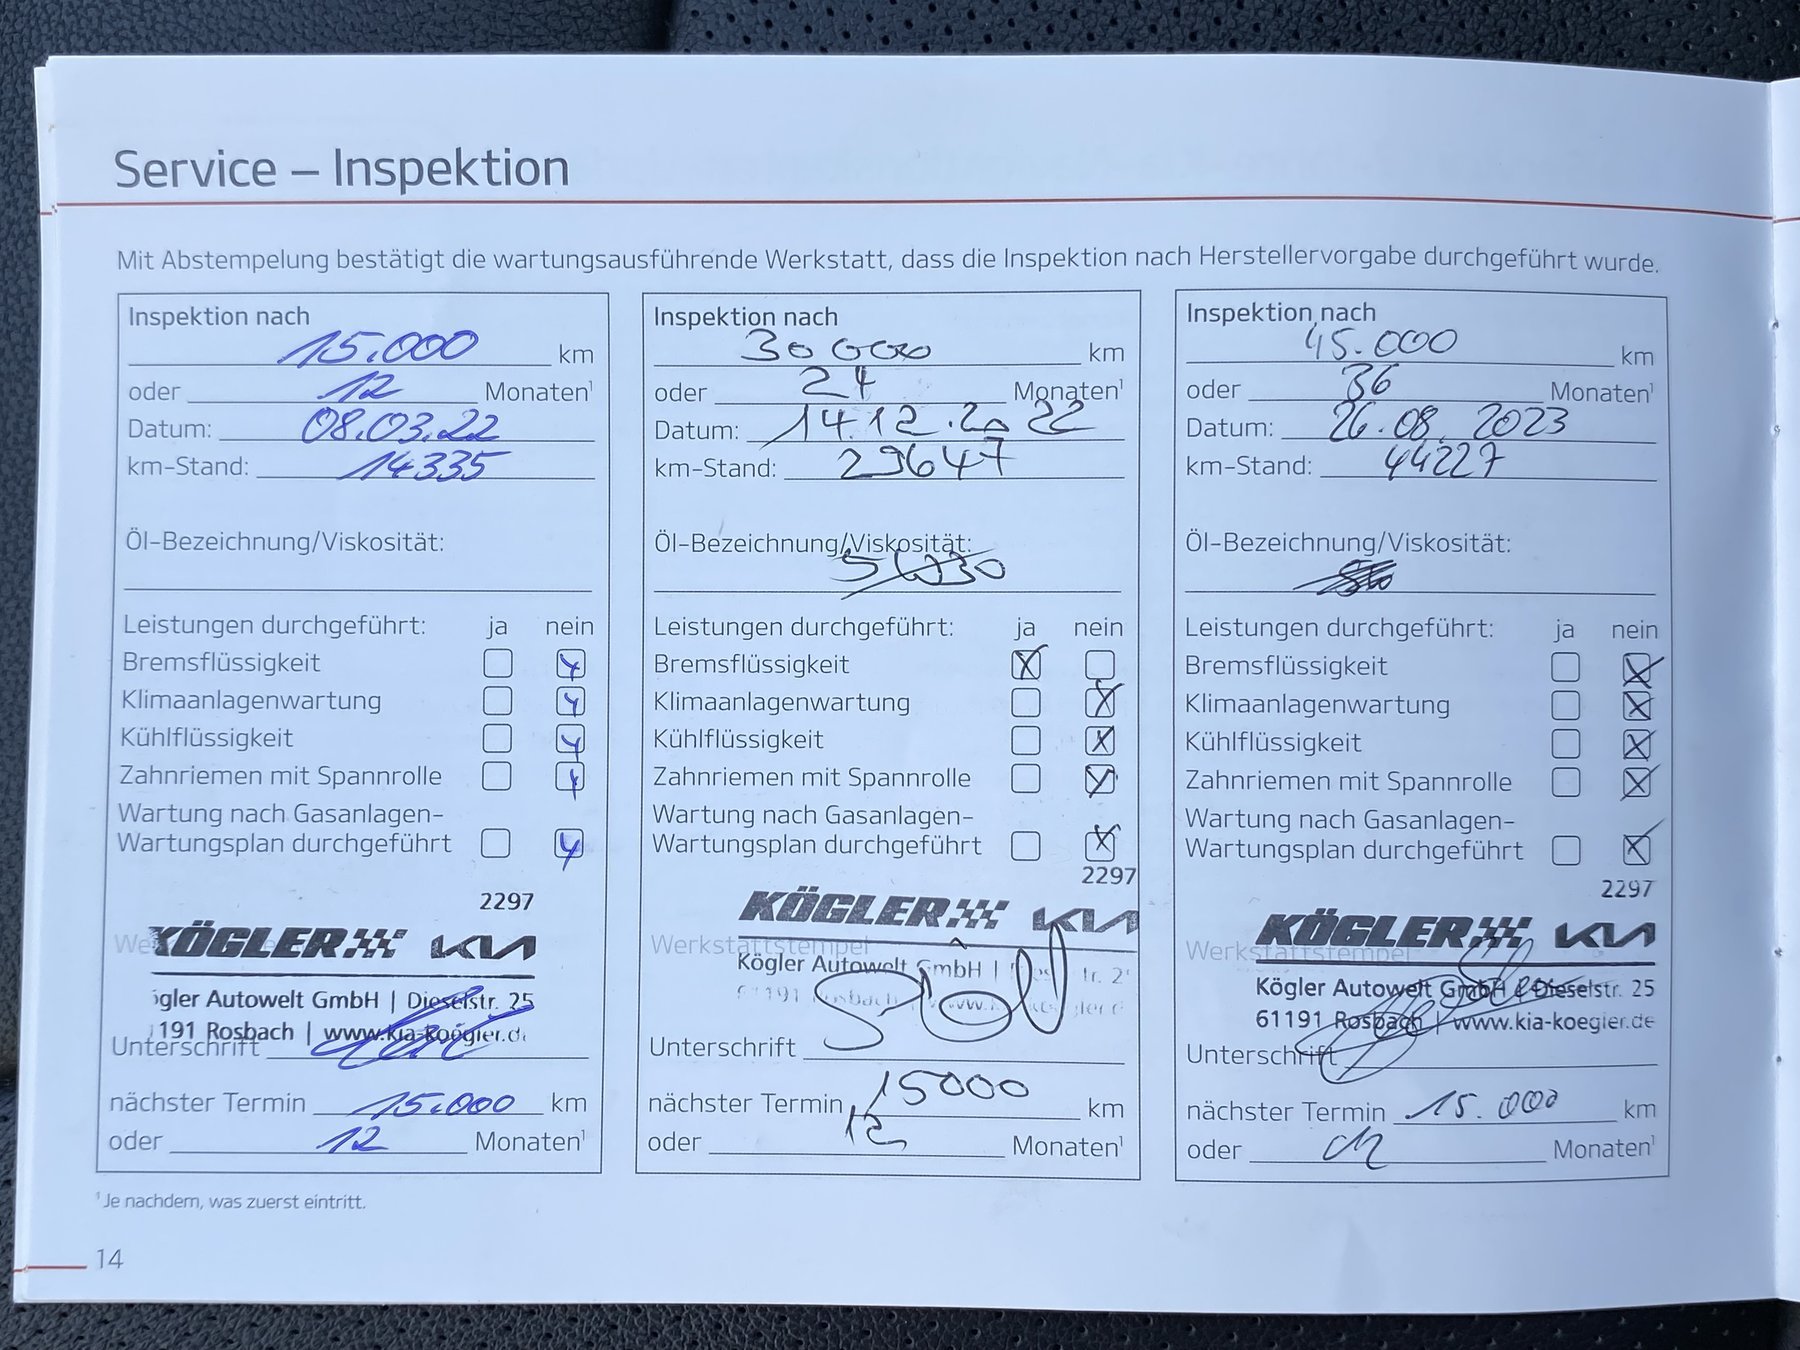 Service – Inspektion
Mit Abstempelung bestätigt die wartungsausführende Werkstatt, dass die Inspektion nach Herstellervorgabe durchgeführt wurde.
Inspektion nach
15.000 km
oder 12 Monaten¹
Datum: 08.03.22
km-Stand: 14335
Öl-Bezeichnung/Viskosität:
Leistungen durchgeführt: ja nein
Bremsflüssigkeit
Klimaanlagenwartung
Kühlflüssigkeit
Zahnriemen mit Spannrolle
Wartung nach Gasanlagen-
Wartungsplan durchgeführt
2297
KÖGLER KIA
ögler Autowelt GmbH | Dieselstr. 25
191 Rosbach | www.kia-koegler.d
Unterschrift
nächster Termin 15.000 km
oder 12 Monaten¹
Inspektion nach
30 000 km
oder 24 Monaten¹
Datum: 14.12.2022
km-Stand: 29647
Öl-Bezeichnung/Viskosität:
5W30
Leistungen durchgeführt: ja nein
Bremsflüssigkeit
Klimaanlagenwartung
Kühlflüssigkeit
Zahnriemen mit Spannrolle
Wartung nach Gasanlagen-
Wartungsplan durchgeführt
2297
KÖGLER KIA
Werkstattstempel
Kögler Autowelt GmbH |
Unterschrift
nächster Termin 15000 km
oder 12 Monaten¹
Inspektion nach
45.000 km
oder 36 Monaten¹
Datum: 26.08.2023
km-Stand: 44227
Öl-Bezeichnung/Viskosität:
Leistungen durchgeführt: ja nein
Bremsflüssigkeit
Klimaanlagenwartung
Kühlflüssigkeit
Zahnriemen mit Spannrolle
Wartung nach Gasanlagen-
Wartungsplan durchgeführt
2297
KÖGLER KIA
Werkstattstempel
Kögler Autowelt GmbH | Dieselstr. 25
61191 Rosbach | www.kia-koegler.de
Unterschrift
nächster Termin 15.000 km
oder 12 Monaten¹
¹Je nachdem, was zuerst eintritt.
14